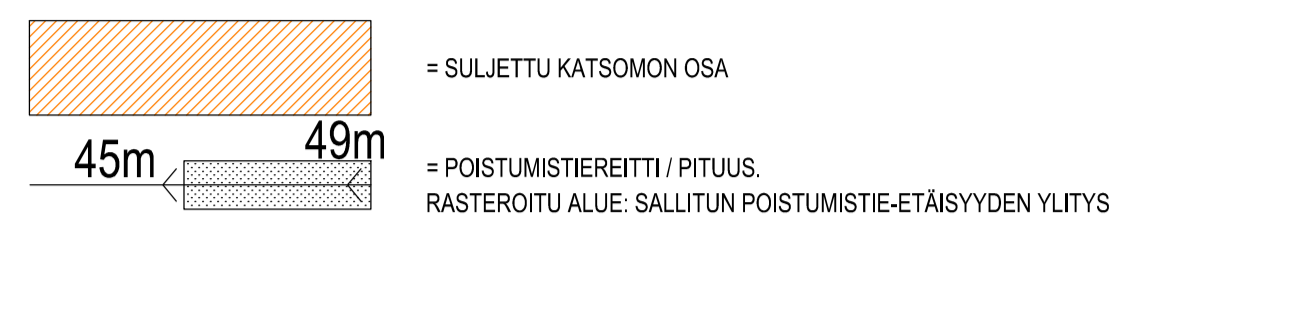 = SULJETTU KATSOMON OSA
45m
49m
= POISTUMISTIEREITTI / PITUUS.
RASTEROITU ALUE: SALLITUN POISTUMISTIE-ETÄISYYDEN YLITYS